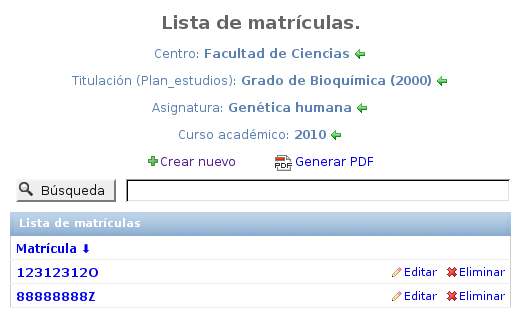 Lista de matrículas.
Centro: Facultad de Ciencias
Titulación (Plan_estudios): Grado de Bioquímica (2000)
Asignatura: Genética humana
Curso académico: 2010
Crear nuevo PDF Generar PDF
Búsqueda
Lista de matrículas
Matrícula ⬇
12312312O Editar Eliminar
88888888Z Editar Eliminar